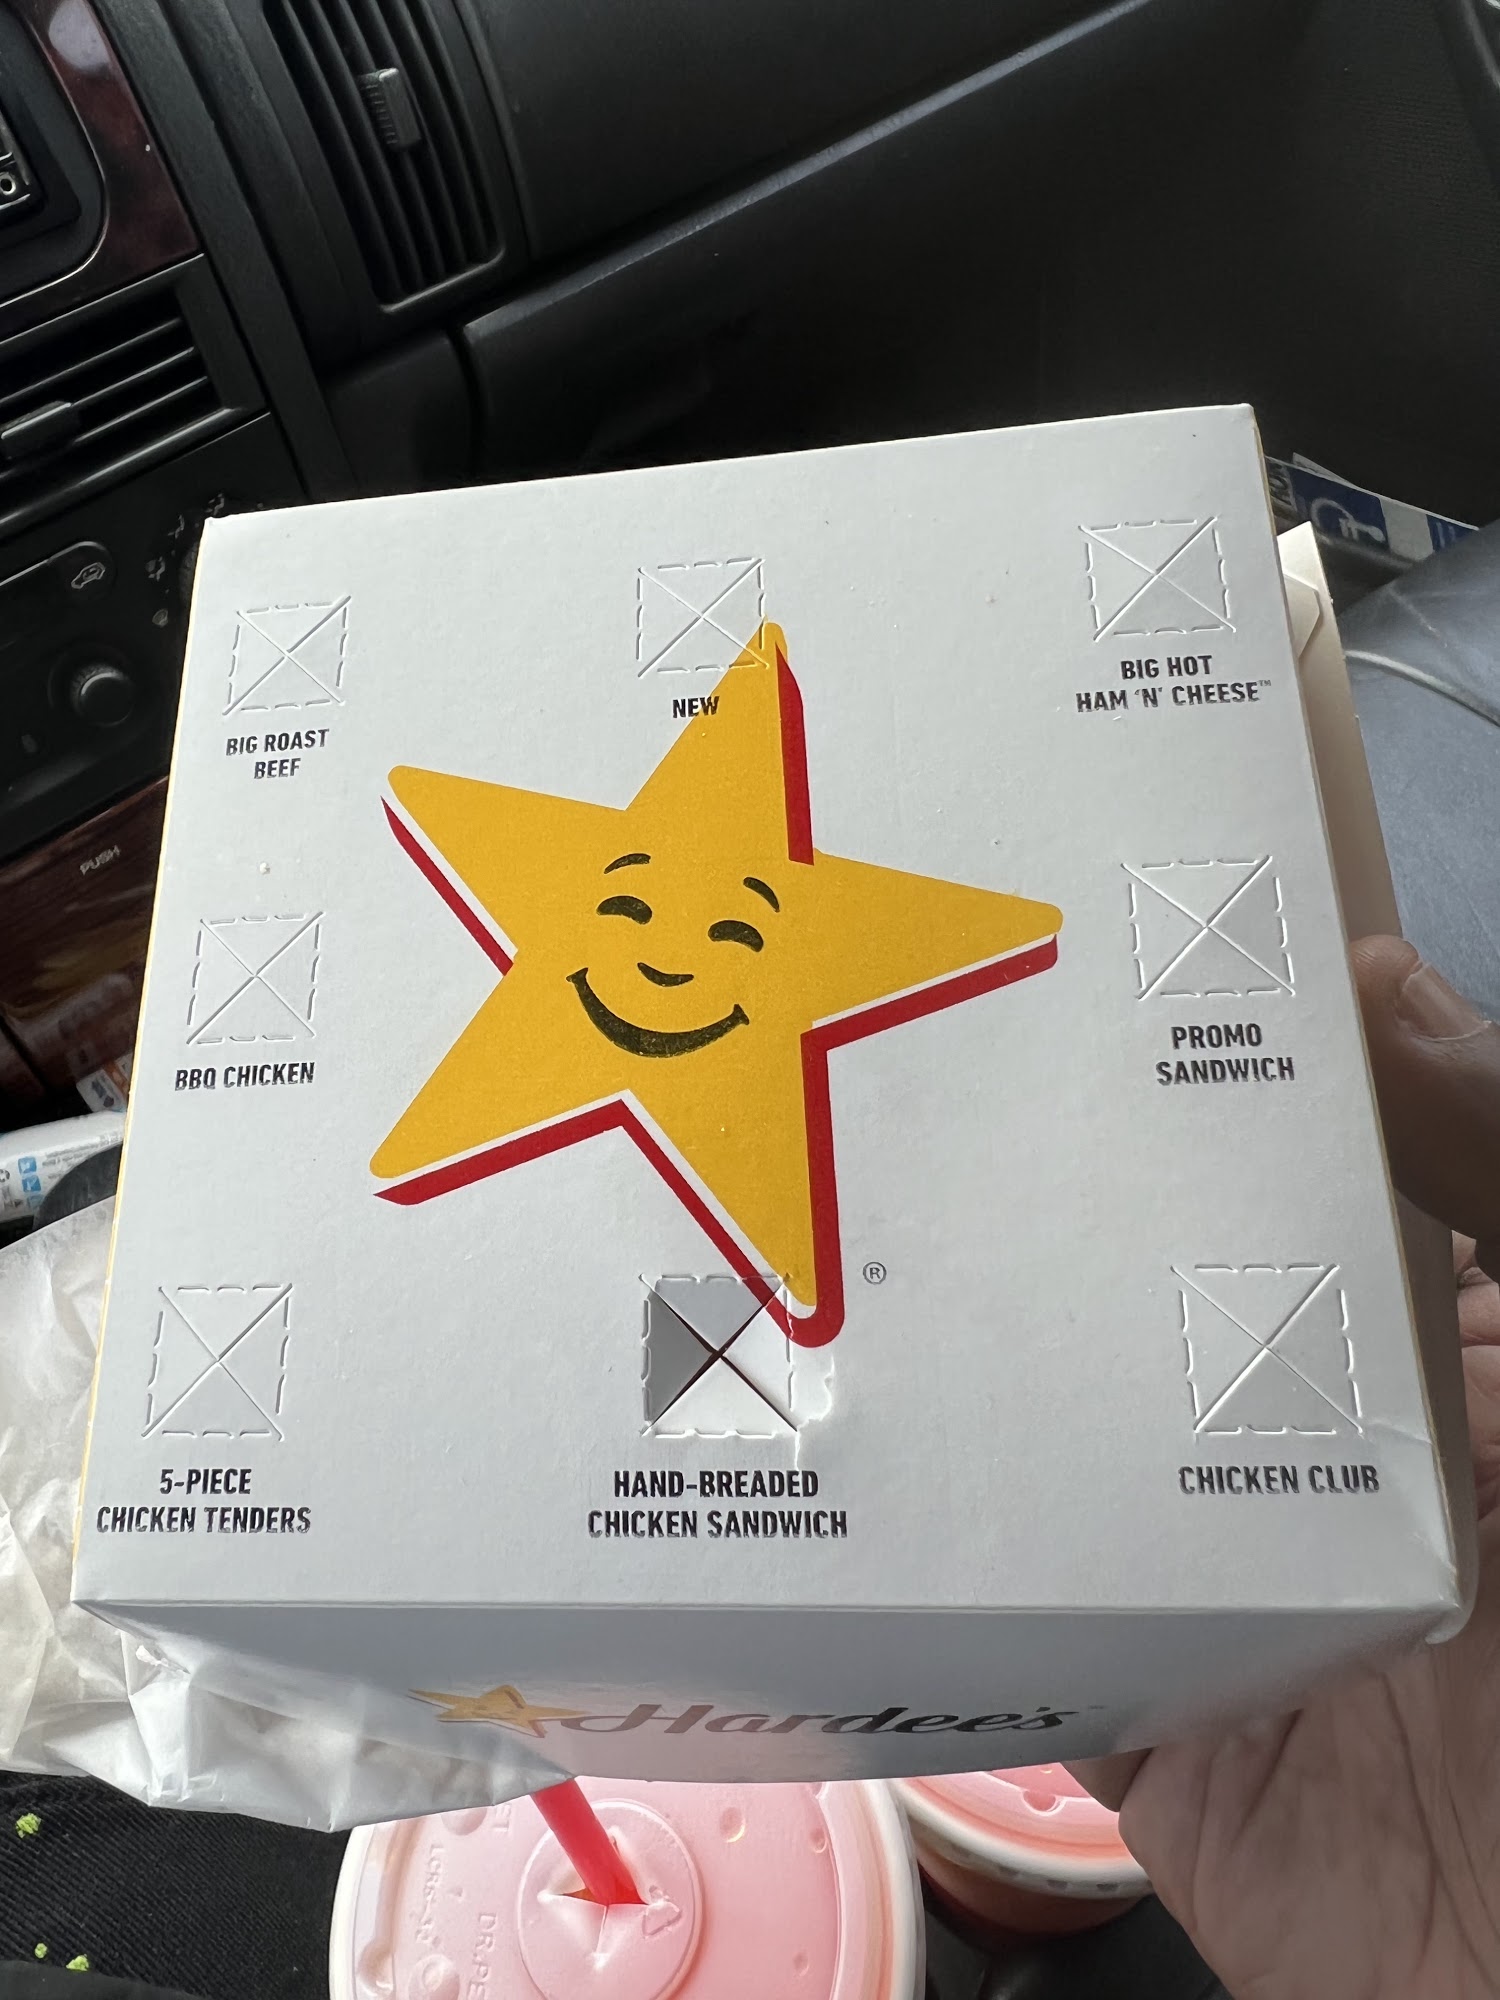 PUSH
NEW
BIG HOT
HAM 'N' CHEESE™
BIG ROAST
BEEF
BBQ CHICKEN
PROMO
SANDWICH
®
5-PIECE
CHICKEN TENDERS
HAND-BREADED
CHICKEN SANDWICH
CHICKEN CLUB
Hardee's